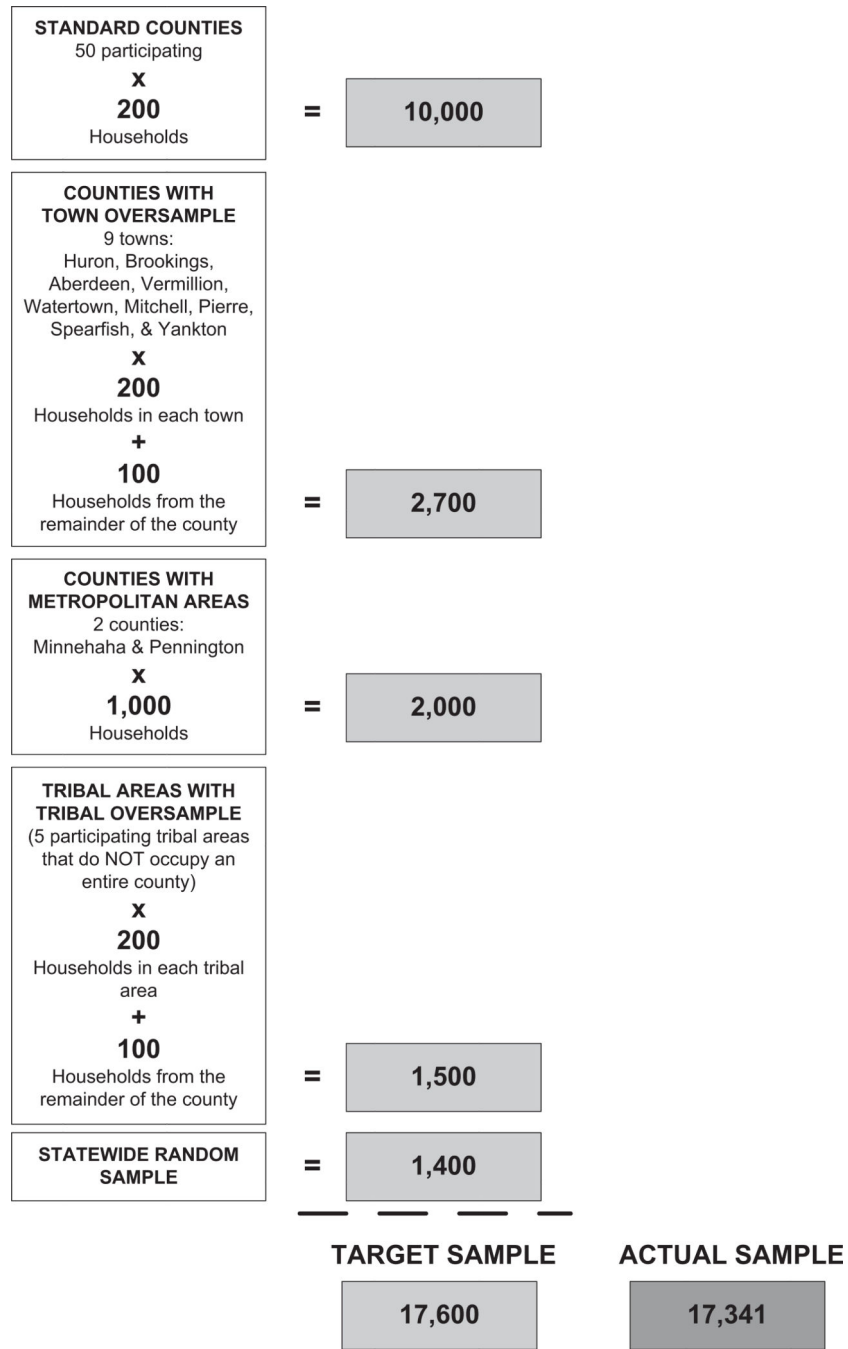 STANDARD COUNTIES
50 participating
x
200
Households
=
10,000
COUNTIES WITH
TOWN OVERSAMPLE
9 towns:
Huron, Brookings,
Aberdeen, Vermillion,
Watertown, Mitchell, Pierre,
Spearfish, & Yankton
x
200
Households in each town
+
100
Households from the
remainder of the county
=
2,700
COUNTIES WITH
METROPOLITAN AREAS
2 counties:
Minnehaha & Pennington
x
1,000
Households
=
2,000
TRIBAL AREAS WITH
TRIBAL OVERSAMPLE
(5 participating tribal areas
that do NOT occupy an
entire county)
x
200
Households in each tribal
area
+
100
Households from the
remainder of the county
=
1,500
STATEWIDE RANDOM
SAMPLE
=
1,400
TARGET SAMPLE
17,600
ACTUAL SAMPLE
17,341